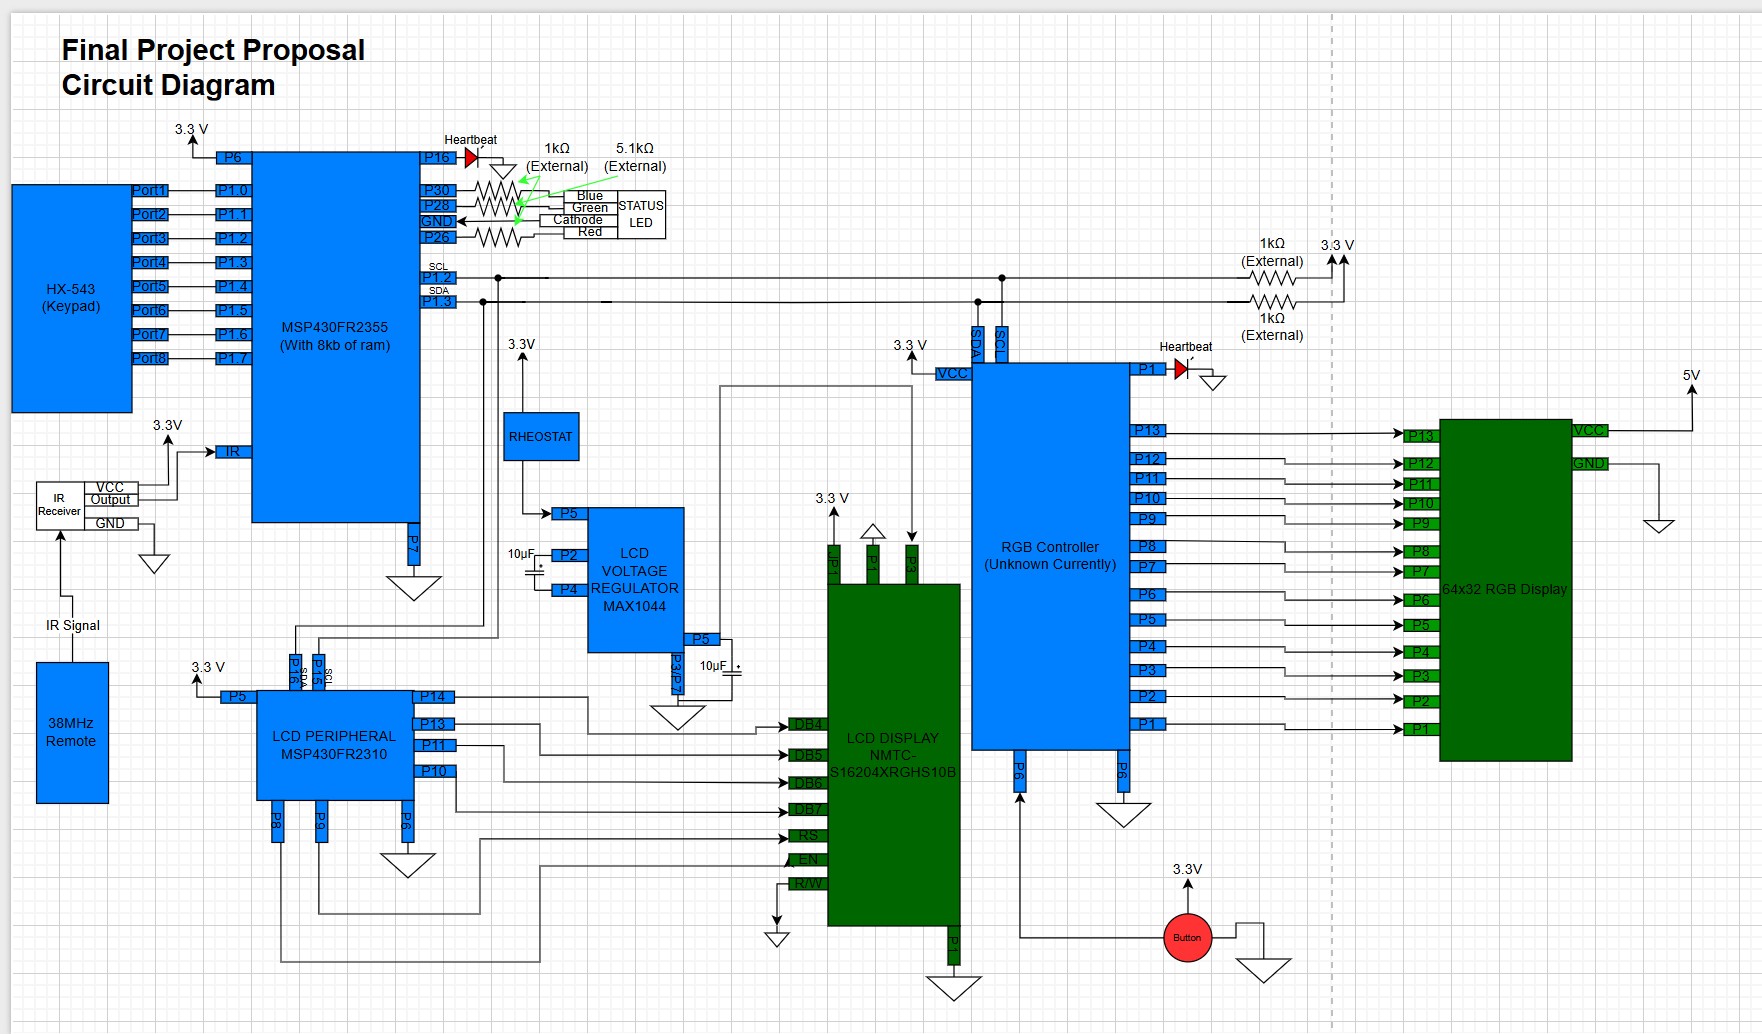 Final Project Proposal
Circuit Diagram
3.3 V
P6
HX-543
(Keypad)
Port1
Port2
Port3
Port4
Port5
Port6
Port7
Port8
P1.0
P1.1
P1.2
P1.3
P1.4
P1.5
P1.6
P1.7
IR
MSP430FR2355
(With 8kb of ram)
P7
P16
P30
P28
GND
P26
SCL
P1.2
SDA
P1.3
Heartbeat
1kΩ
(External)
5.1kΩ
(External)
Blue
Green
Cathode
Red
STATUS
LED
1kΩ
(External)
3.3 V
1kΩ
(External)
3.3V
IR
Receiver
VCC
Output
GND
IR Signal
38MHz
Remote
3.3V
RHEOSTAT
P5
P2
P4
10μF
LCD
VOLTAGE
REGULATOR
MAX1044
P5
P3/P7
10μF
3.3 V
P5
P16
SDA
P15
SCL
LCD PERIPHERAL
MSP430FR2310
P14
P13
P11
P10
P8
P9
P6
3.3 V
JP1
P1
P3
DB4
DB5
DB6
DB7
RS
EN
R/W
LCD DISPLAY
NMTC-
S16204XRGHS10B
P1
3.3 V
VCC
SDA
SCL
RGB Controller
(Unknown Currently)
P1
Heartbeat
P13
P12
P11
P10
P9
P8
P7
P6
P5
P4
P3
P2
P1
P6
P6
P13
P12
P11
P10
P9
P8
P7
P6
P5
P4
P3
P2
P1
64x32 RGB Display
VCC
GND
5V
3.3V
Button